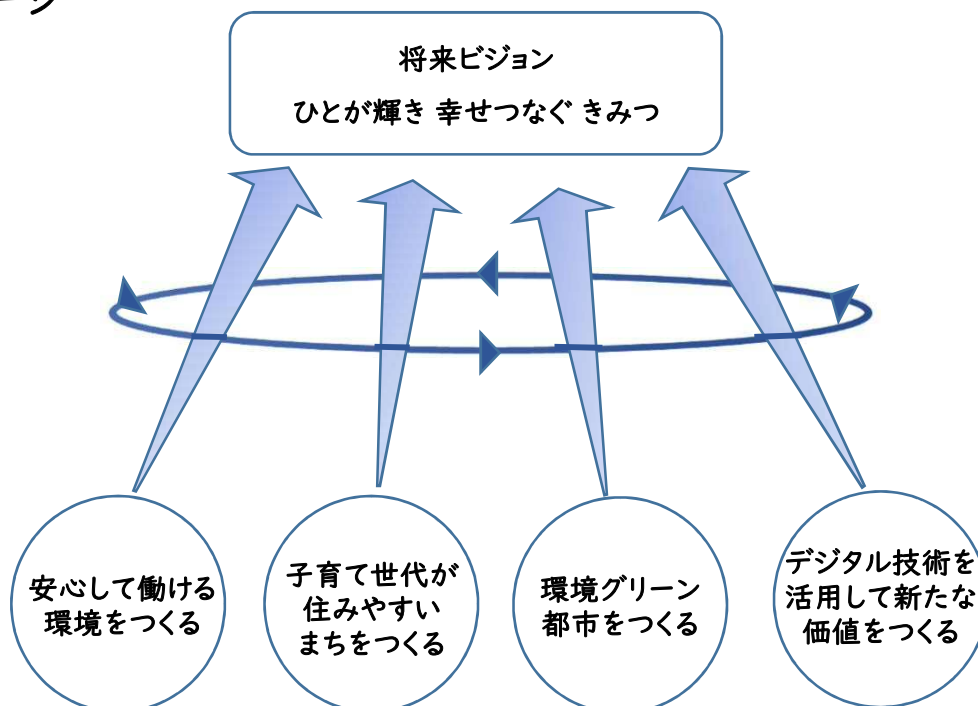 将来ビジョン
ひとが輝き 幸せつなぐ きみつ
安心して働ける
環境をつくる
子育て世代が
住みやすい
まちをつくる
環境グリーン
都市をつくる
デジタル技術を
活用して新たな
価値をつくる